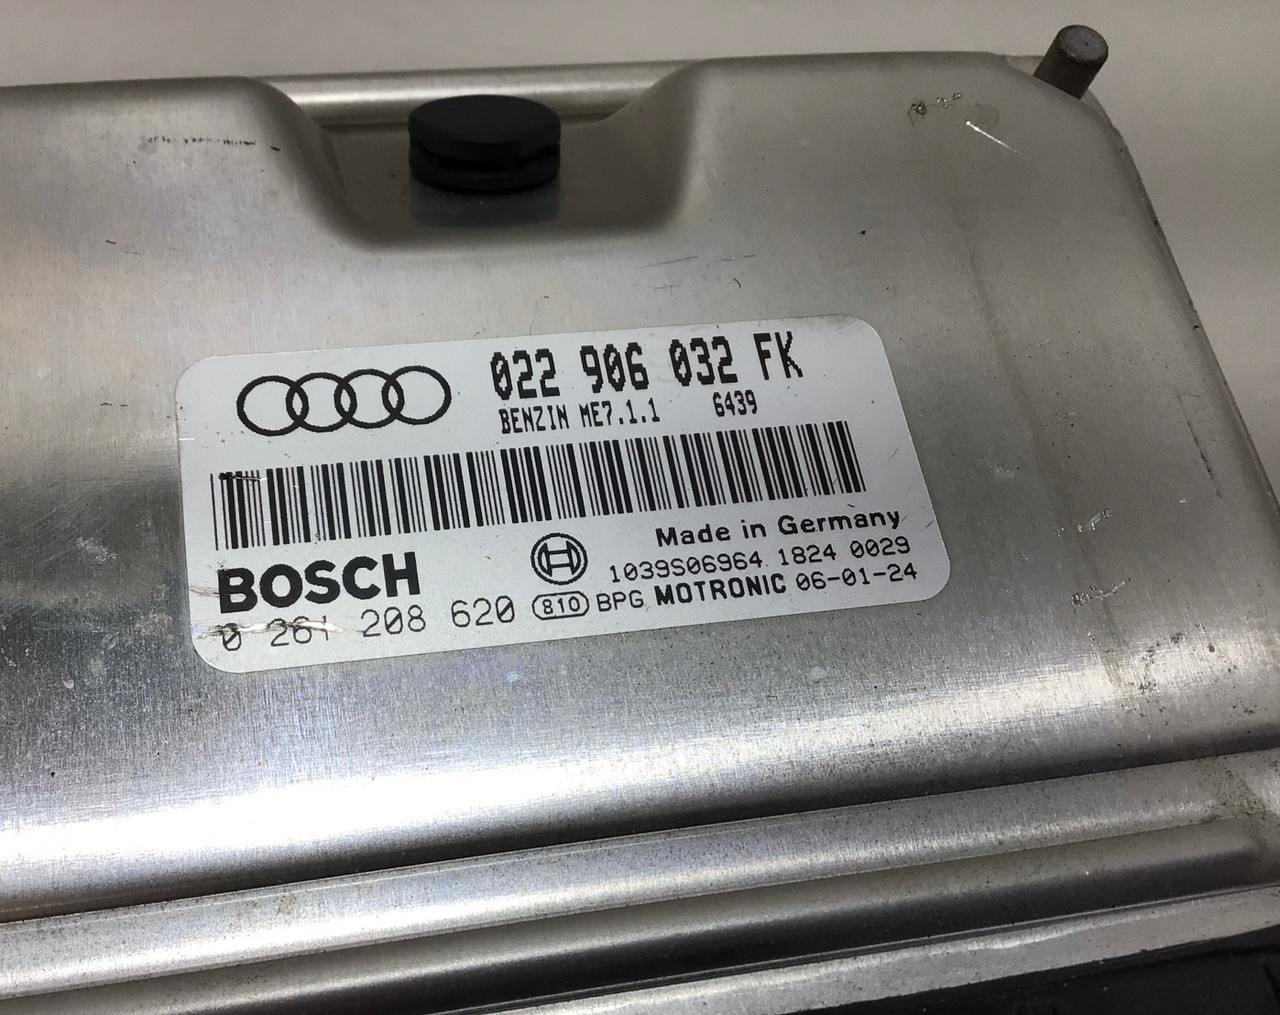 022 906 032 FK
BENZIN ME7.1.1 6439
Made in Germany
BOSCH
1039S06964 1824 0029
0 261 208 620 810 BPG MOTRONIC 06-01-24